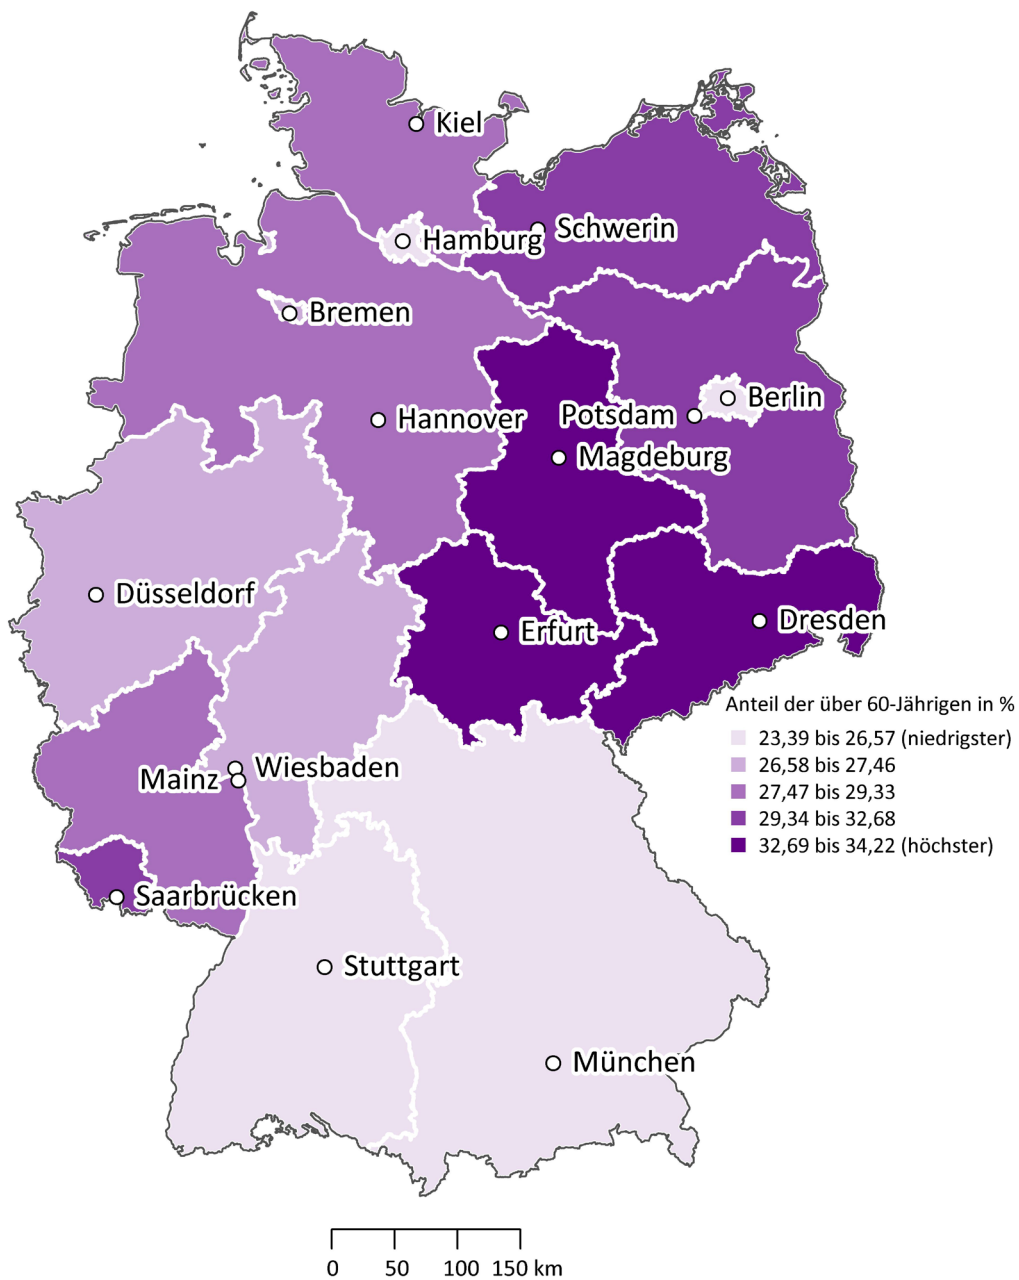 Kiel
Schwerin
Hamburg
Bremen
Berlin
Hannover
Potsdam
Magdeburg
Düsseldorf
Dresden
Erfurt
Anteil der über 60-Jährigen in %
23,39 bis 26,57 (niedrigster)
26,58 bis 27,46
27,47 bis 29,33
29,34 bis 32,68
32,69 bis 34,22 (höchster)
Wiesbaden
Mainz
Saarbrücken
Stuttgart
München
0 50 100 150 km